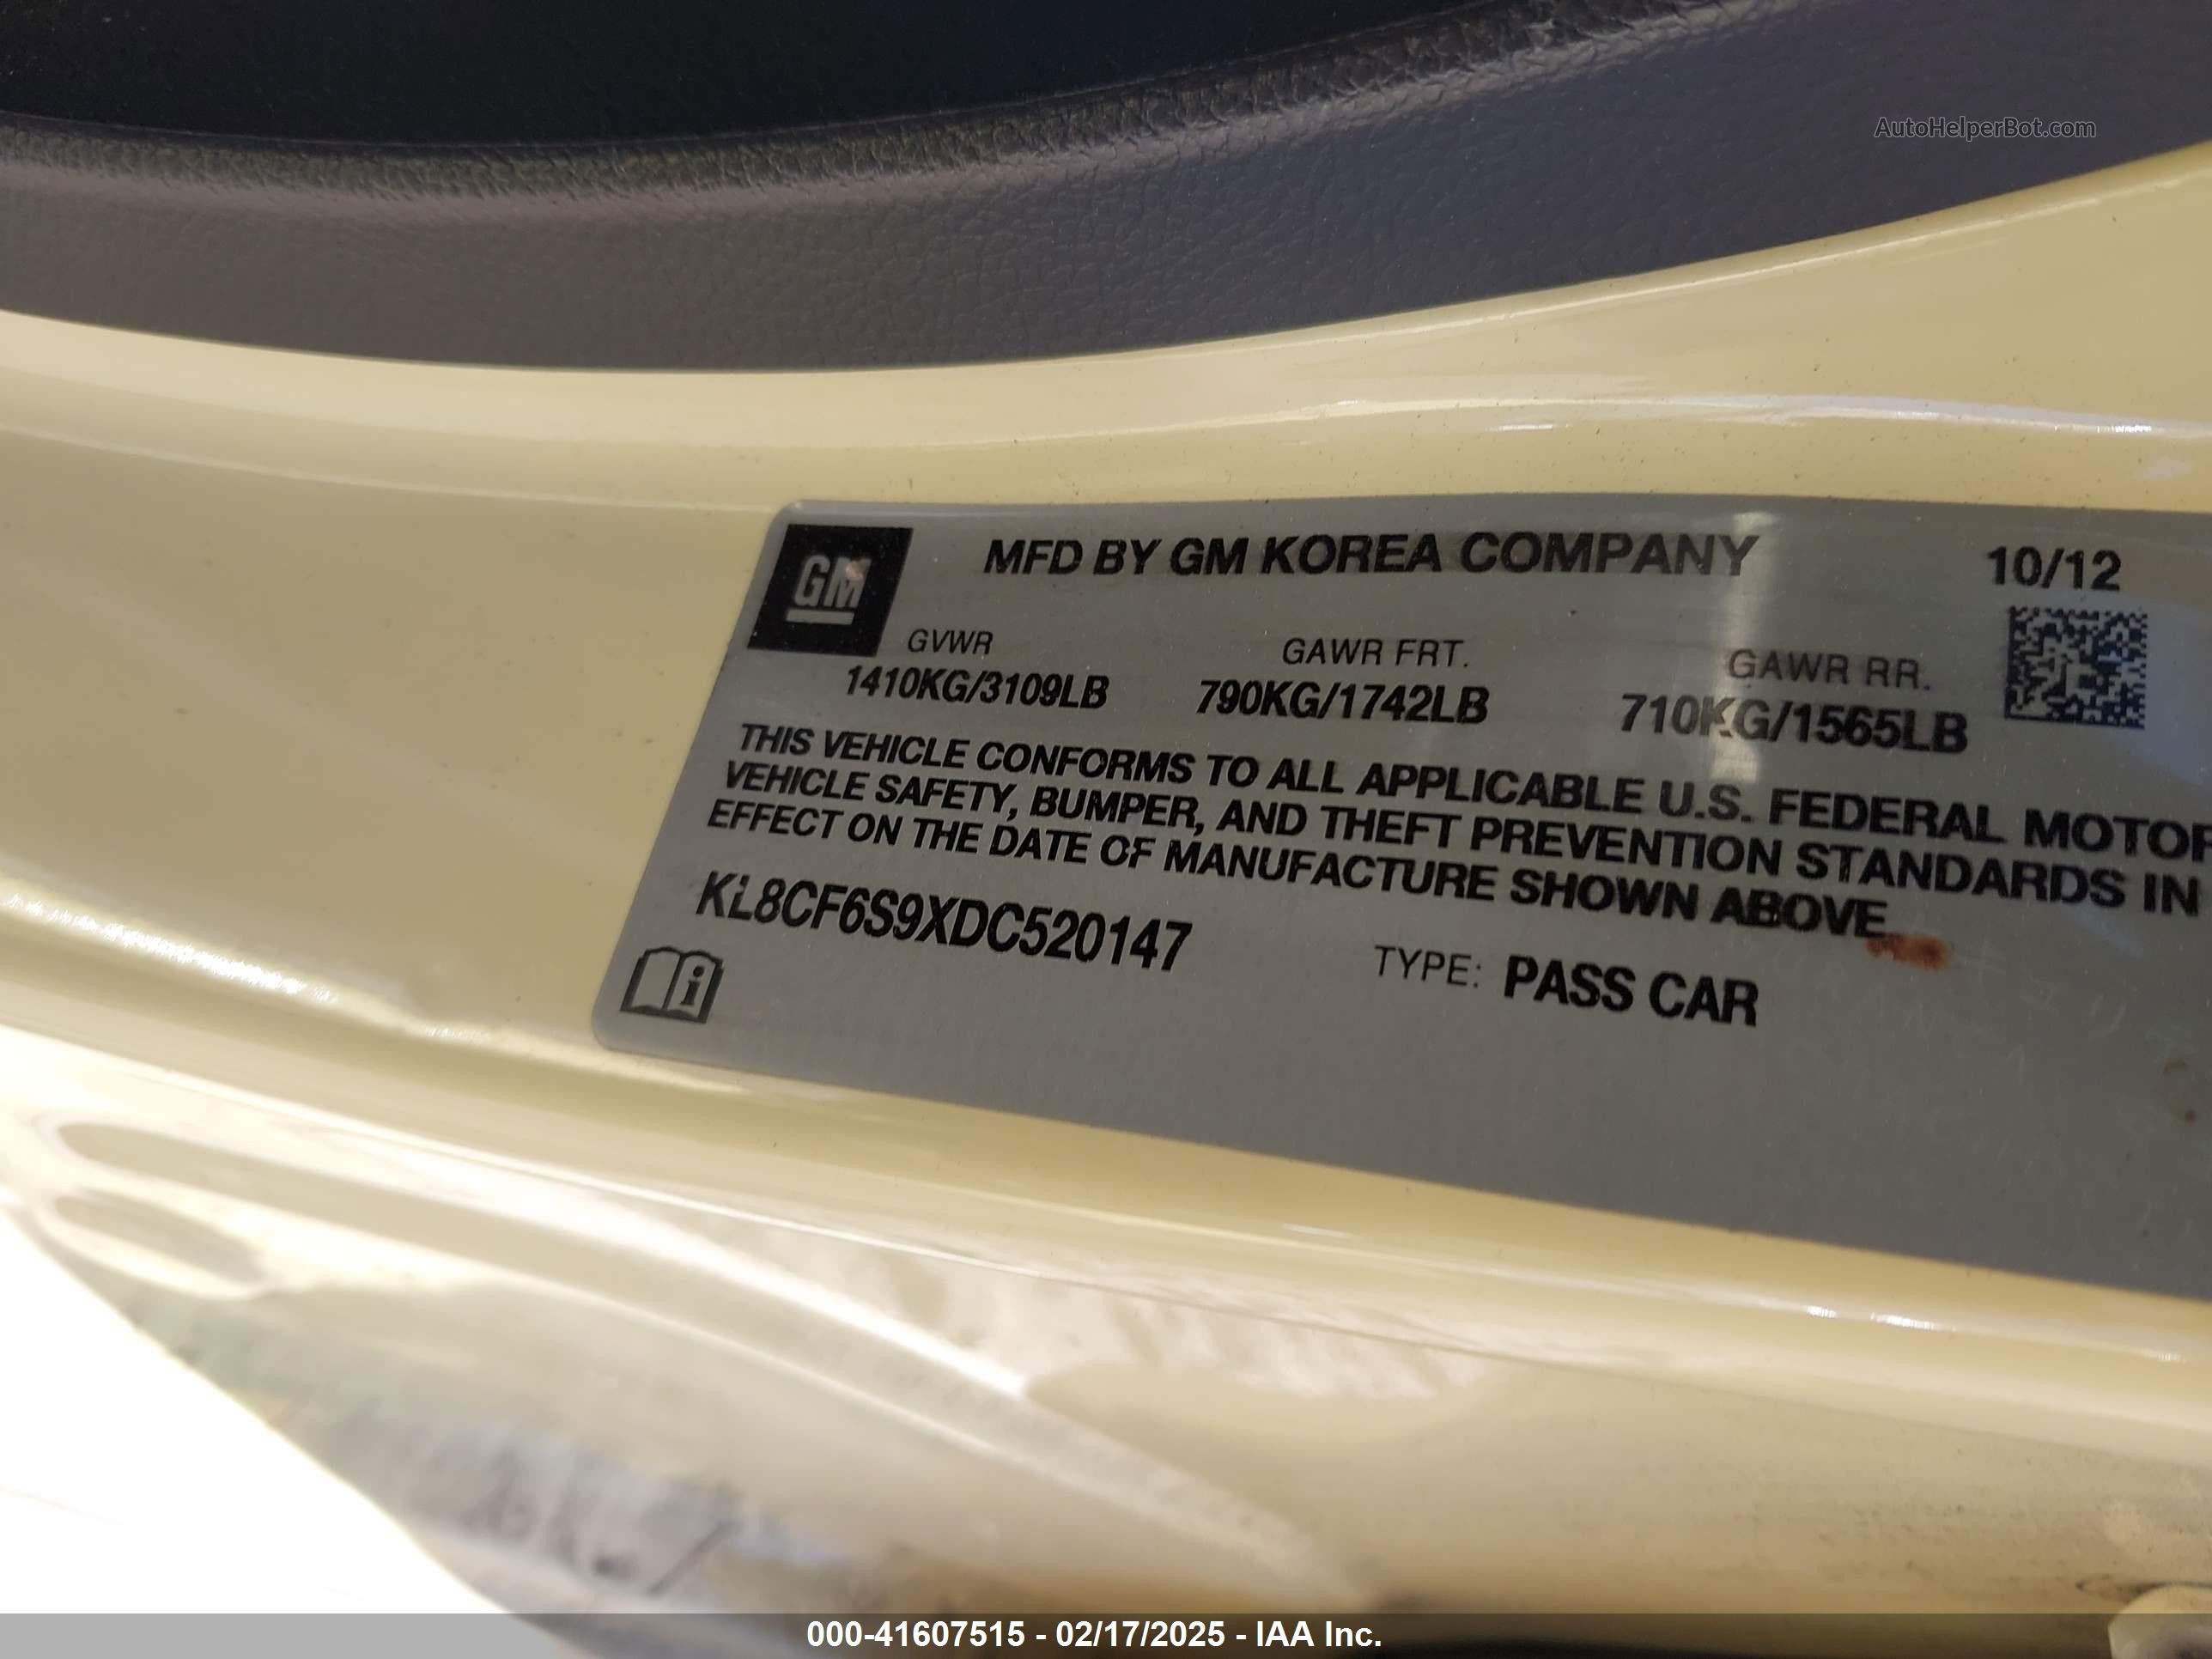 AutoHelperBot.com
GM
MFD BY GM KOREA COMPANY 10/12
GVWR GAWR FRT. GAWR RR.
1410KG/3109LB 790KG/1742LB 710KG/1565LB
THIS VEHICLE CONFORMS TO ALL APPLICABLE U.S. FEDERAL MOTOR
VEHICLE SAFETY, BUMPER, AND THEFT PREVENTION STANDARDS IN
EFFECT ON THE DATE OF MANUFACTURE SHOWN ABOVE.
KL8CF6S9XDC520147
TYPE: PASS CAR
000-41607515 - 02/17/2025 - IAA Inc.